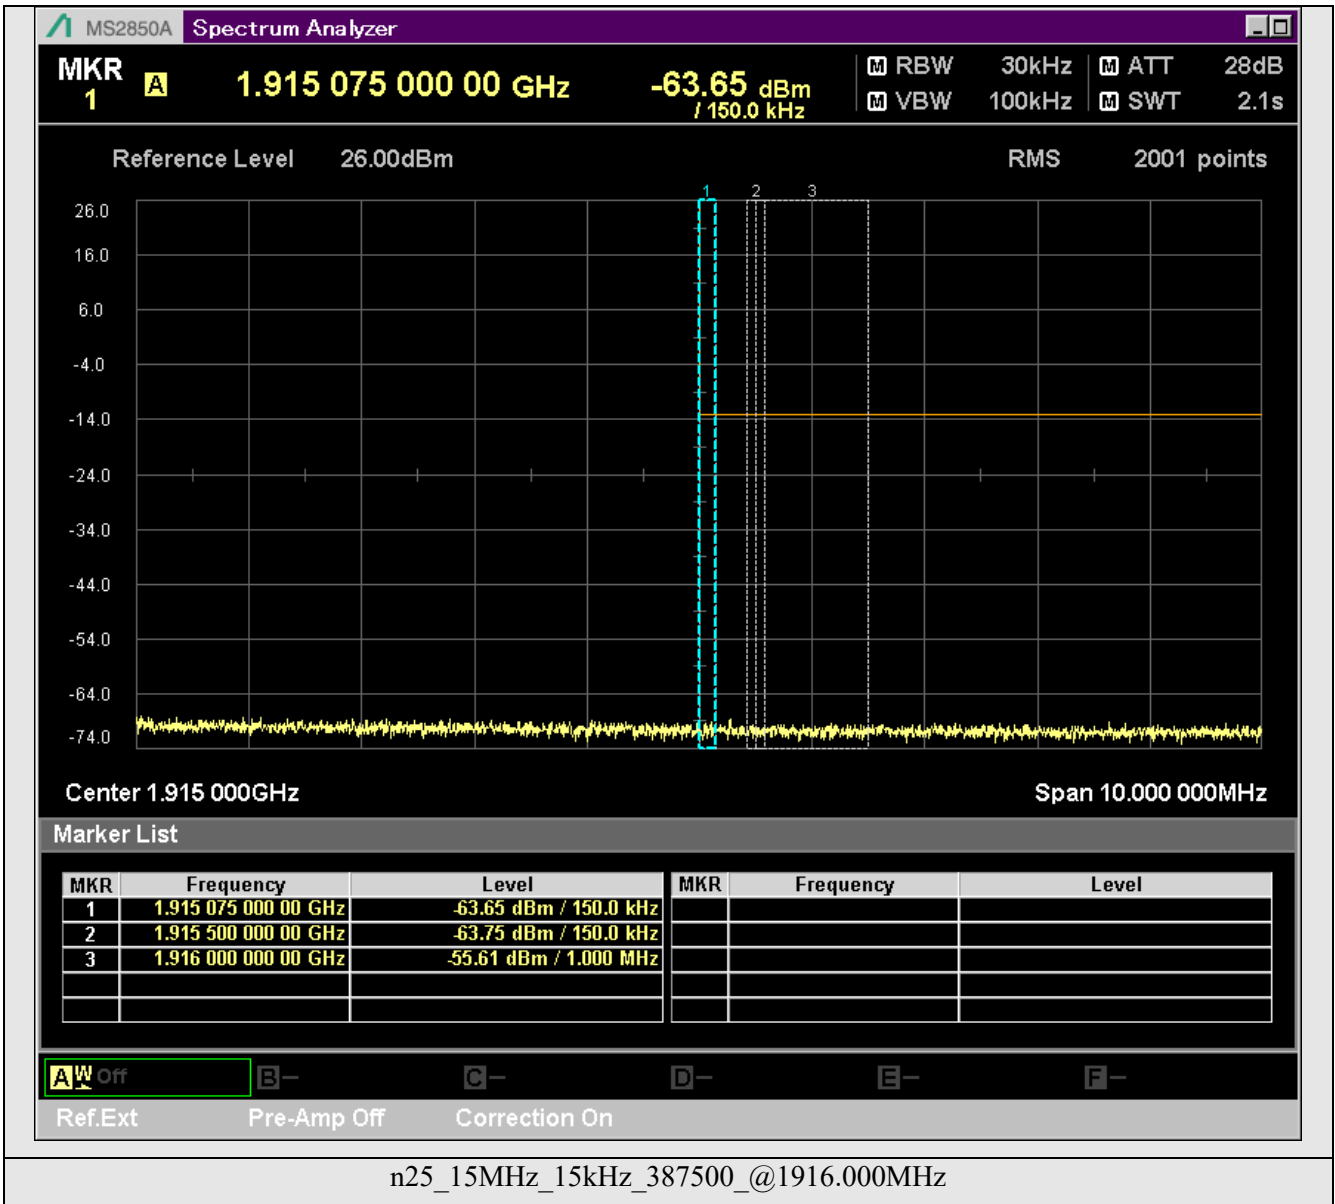 MS2850A Spectrum Analyzer
MKR 1 A 1.915 075 000 00 GHz -63.65 dBm / 150.0 kHz
M RBW 30kHz M ATT 28dB
M VBW 100kHz M SWT 2.1s
Reference Level 26.00dBm RMS 2001 points
1 2 3
26.0
16.0
6.0
-4.0
-14.0
-24.0
-34.0
-44.0
-54.0
-64.0
-74.0
Center 1.915 000GHz Span 10.000 000MHz
Marker List
MKR Frequency Level MKR Frequency Level
1 1.915 075 000 00 GHz -63.65 dBm / 150.0 kHz
2 1.915 500 000 00 GHz -63.75 dBm / 150.0 kHz
3 1.916 000 000 00 GHz -55.61 dBm / 1.000 MHz
A W Off B- C- D- E- F-
Ref.Ext Pre-Amp Off Correction On
n25_15MHz_15kHz_387500_@1916.000MHz